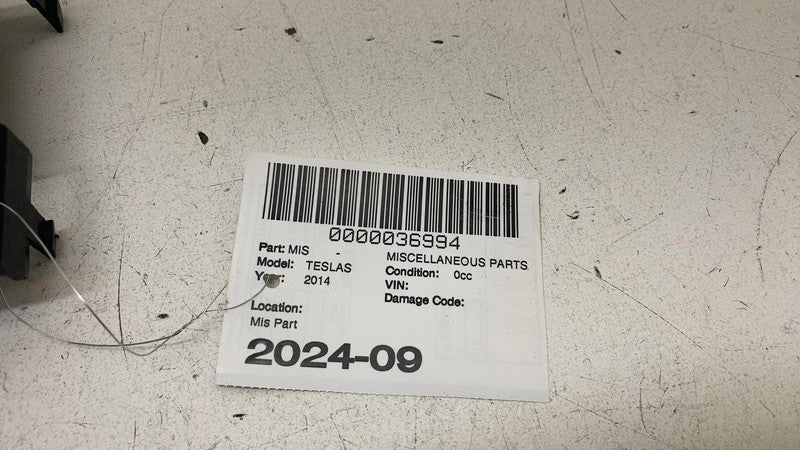 0000036994
Part: MIS - MISCELLANEOUS PARTS
Model: TESLAS Condition: 0cc
Year: 2014 VIN:
Damage Code:
Location:
Mis Part
2024-09